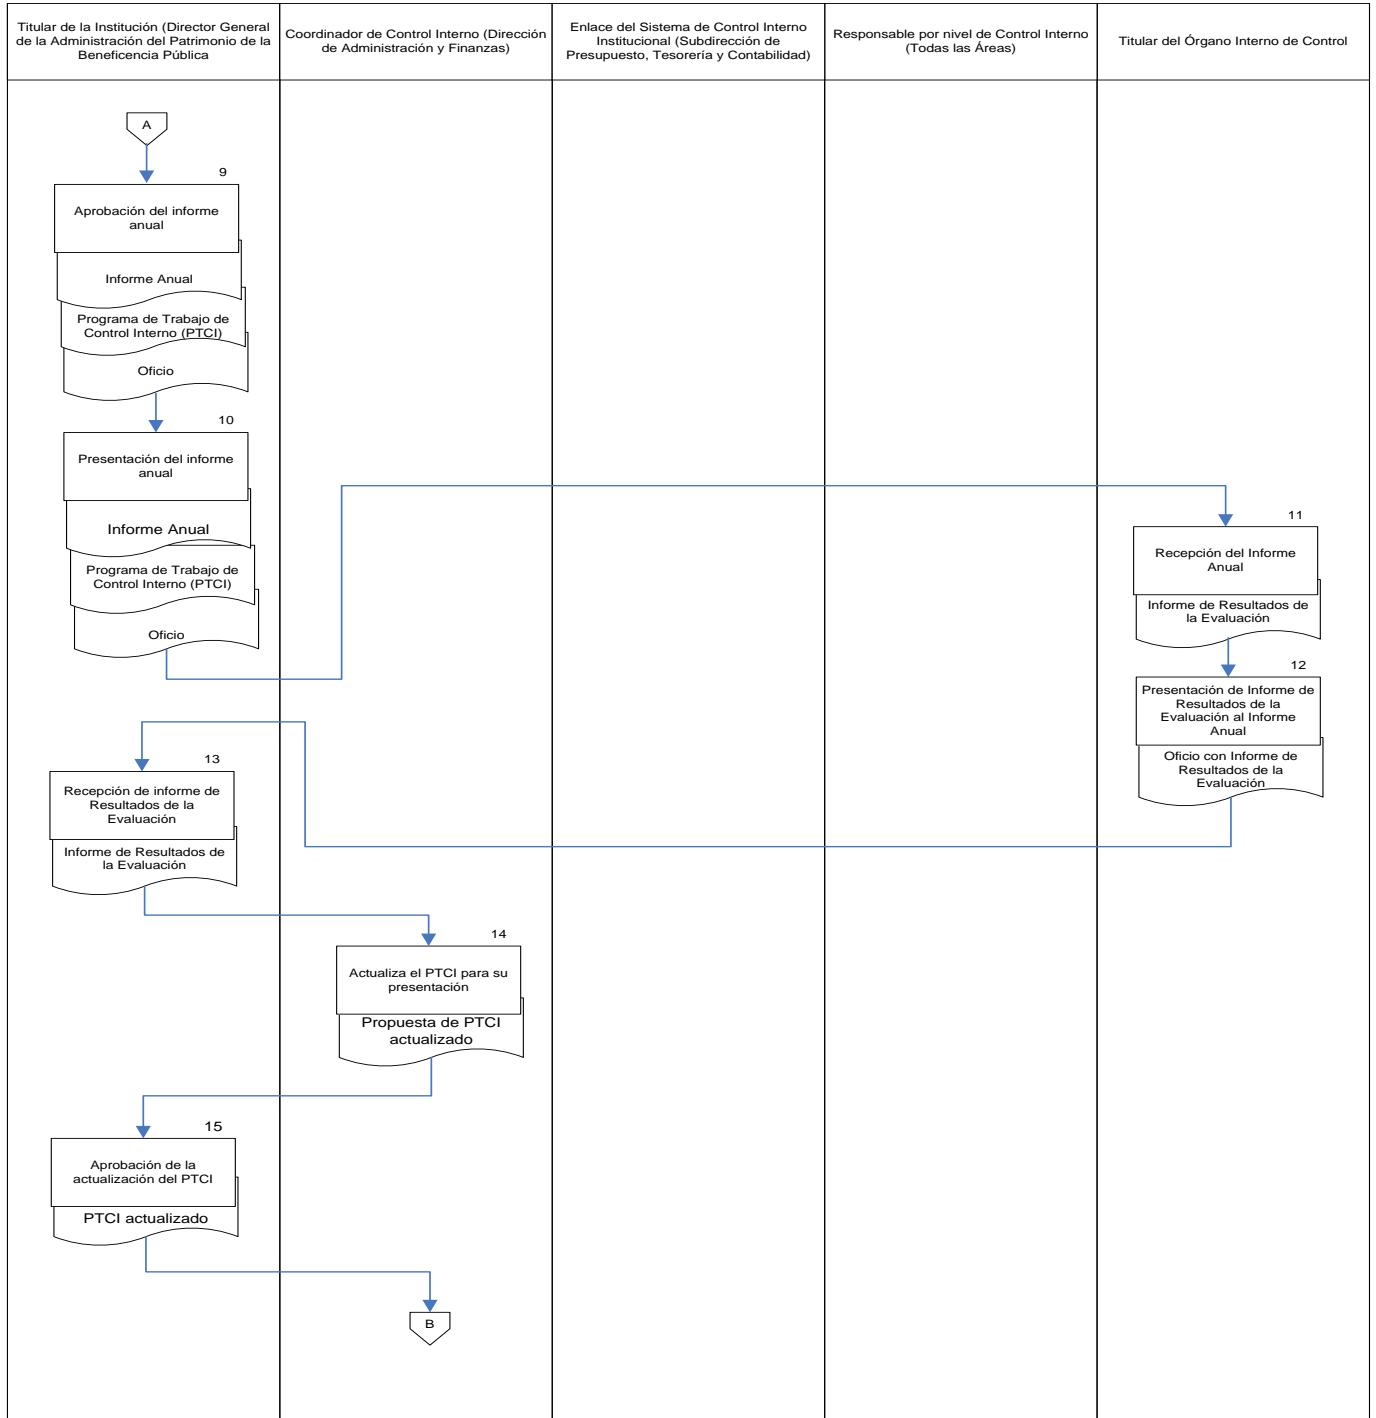 Titular de la Institución (Director General
de la Administración del Patrimonio de la
Beneficencia Pública
Coordinador de Control Interno (Dirección
de Administración y Finanzas)
Enlace del Sistema de Control Interno
Institucional (Subdirección de
Presupuesto, Tesorería y Contabilidad)
Responsable por nivel de Control Interno
(Todas las Áreas)
Titular del Órgano Interno de Control
A
9
Aprobación del informe
anual
Informe Anual
Programa de Trabajo de
Control Interno (PTCI)
Oficio
10
Presentación del informe
anual
Informe Anual
Programa de Trabajo de
Control Interno (PTCI)
Oficio
11
Recepción del Informe
Anual
Informe de Resultados de
la Evaluación
12
Presentación de Informe de
Resultados de la
Evaluación al Informe
Anual
Oficio con Informe de
Resultados de la
Evaluación
13
Recepción de informe de
Resultados de la
Evaluación
Informe de Resultados de
la Evaluación
14
Actualiza el PTCI para su
presentación
Propuesta de PTCI
actualizado
15
Aprobación de la
actualización del PTCI
PTCI actualizado
B